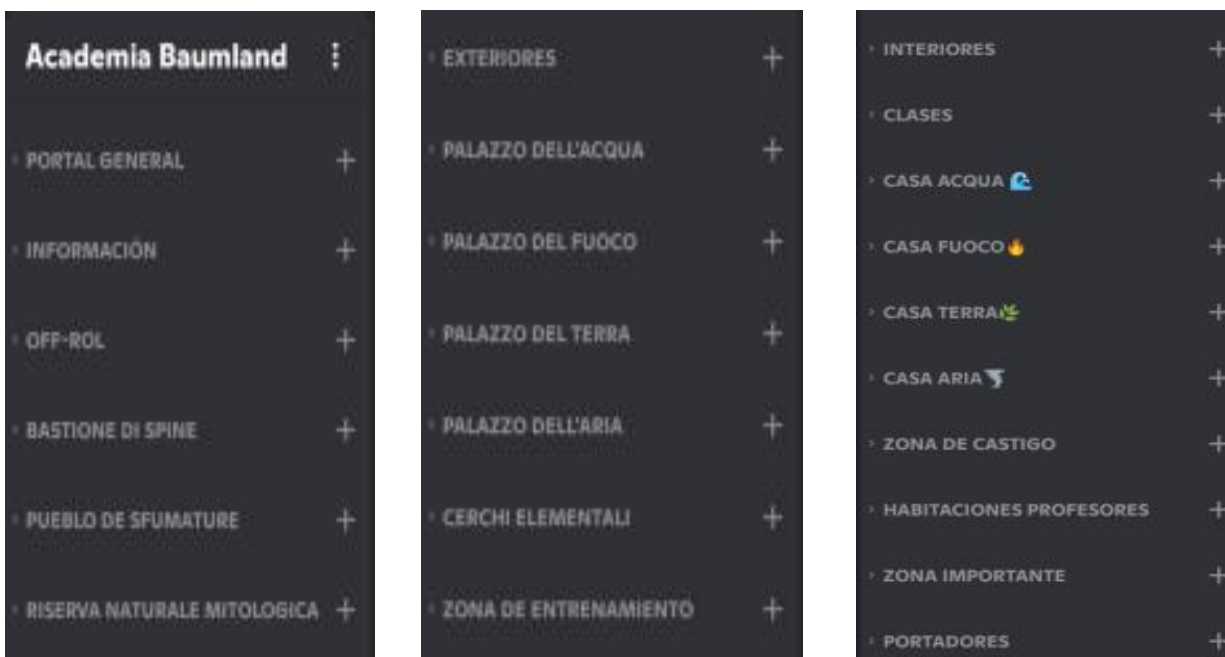 Academia Baumland
PORTAL GENERAL
INFORMACIÓN
OFF-ROL
BASTIONE DI SPINE
PUEBLO DE SFUMATURE
RISERVA NATURALE MITOLOGICA
EXTERIORES
PALAZZO DELL'ACQUA
PALAZZO DEL FUOCO
PALAZZO DEL TERRA
PALAZZO DELL'ARIA
CERCHI ELEMENTALI
ZONA DE ENTRENAMIENTO
INTERIORES
CLASES
CASA ACQUA 🌊
CASA FUOCO🔥
CASA TERRA🌿
CASA ARIA🌪
ZONA DE CASTIGO
HABITACIONES PROFESORES
ZONA IMPORTANTE
PORTADORES